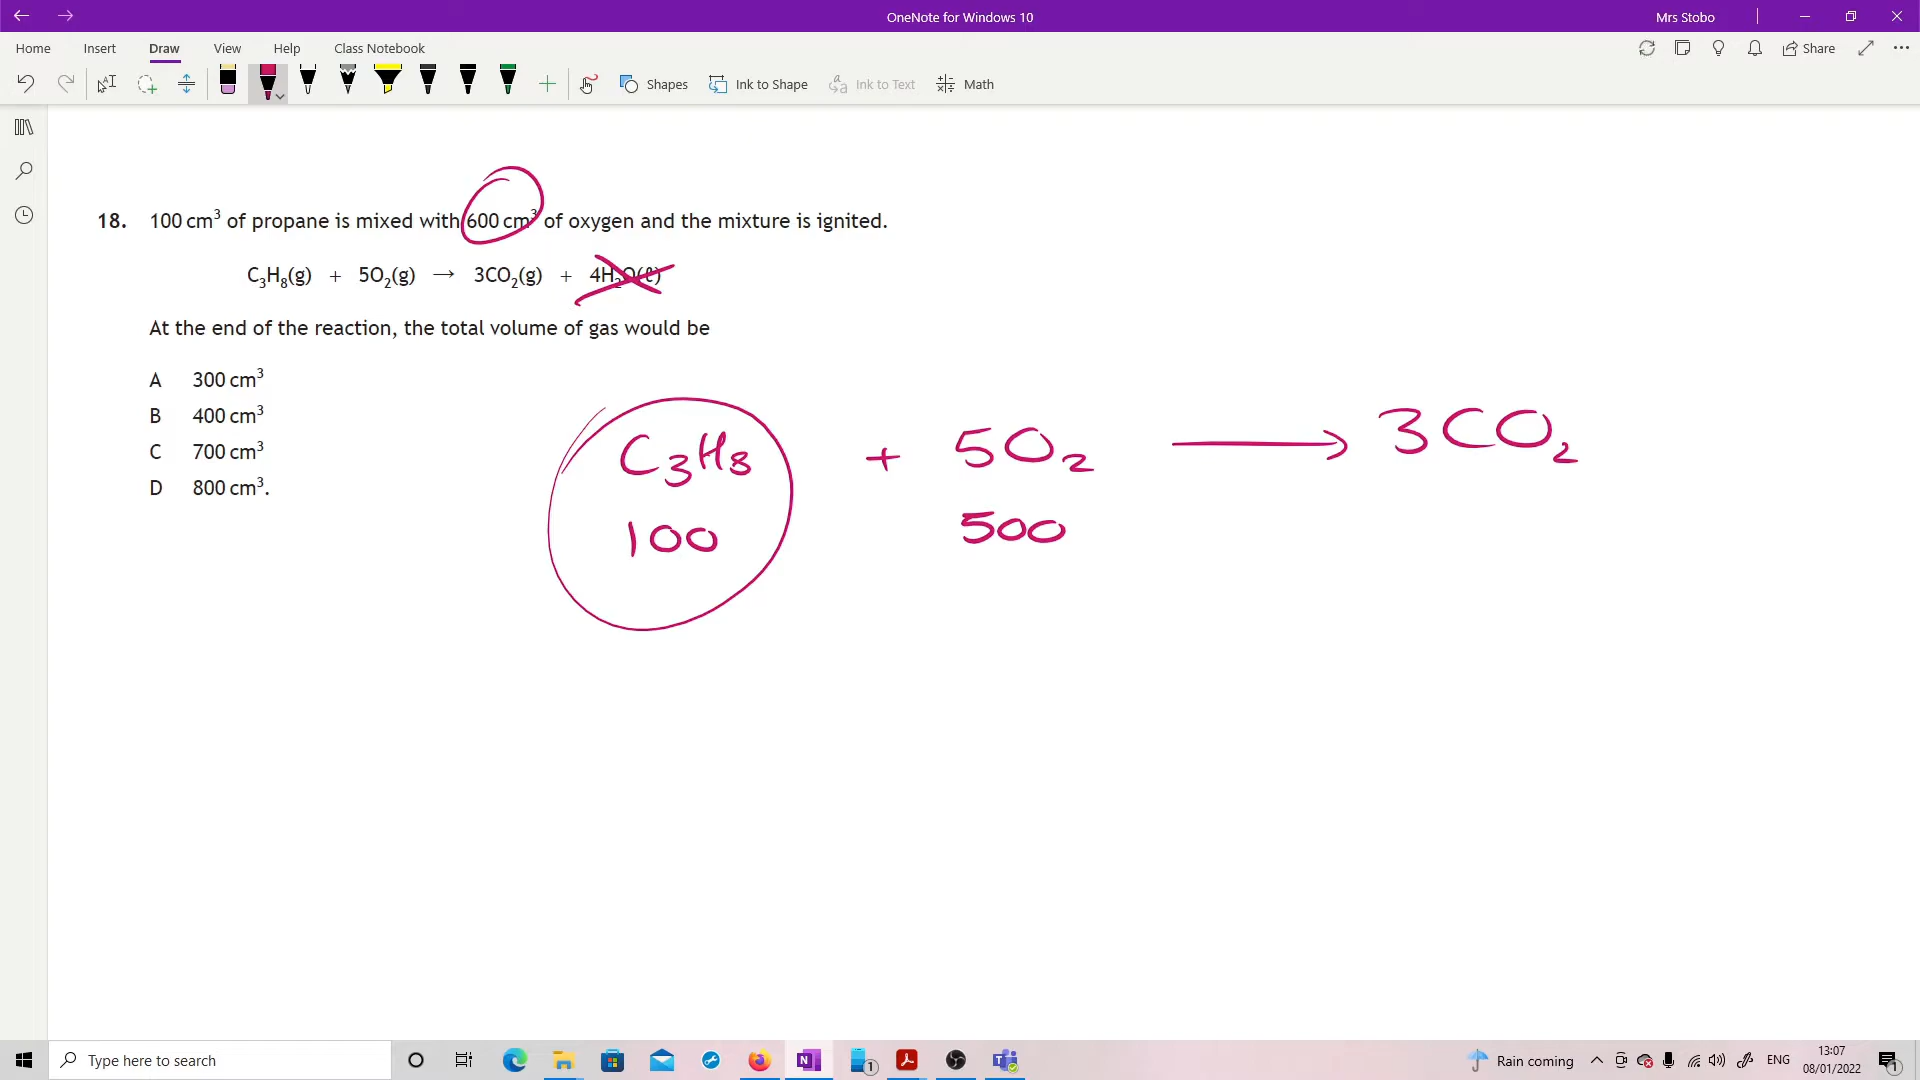 OneNote for Windows 10
Mrs Stobo
Home Insert Draw View Help Class Notebook
Share
Shapes Ink to Shape Ink to Text Math
18. 100 cm³ of propane is mixed with 600 cm³ of oxygen and the mixture is ignited.
C₃H₈(g) + 5O₂(g) → 3CO₂(g) + 4H₂O(ℓ)
At the end of the reaction, the total volume of gas would be
A 300 cm³
B 400 cm³
C 700 cm³
D 800 cm³.
C₃H₈ + 5O₂ → 3CO₂
100 500
Type here to search
Rain coming
ENG
13:07
08/01/2022